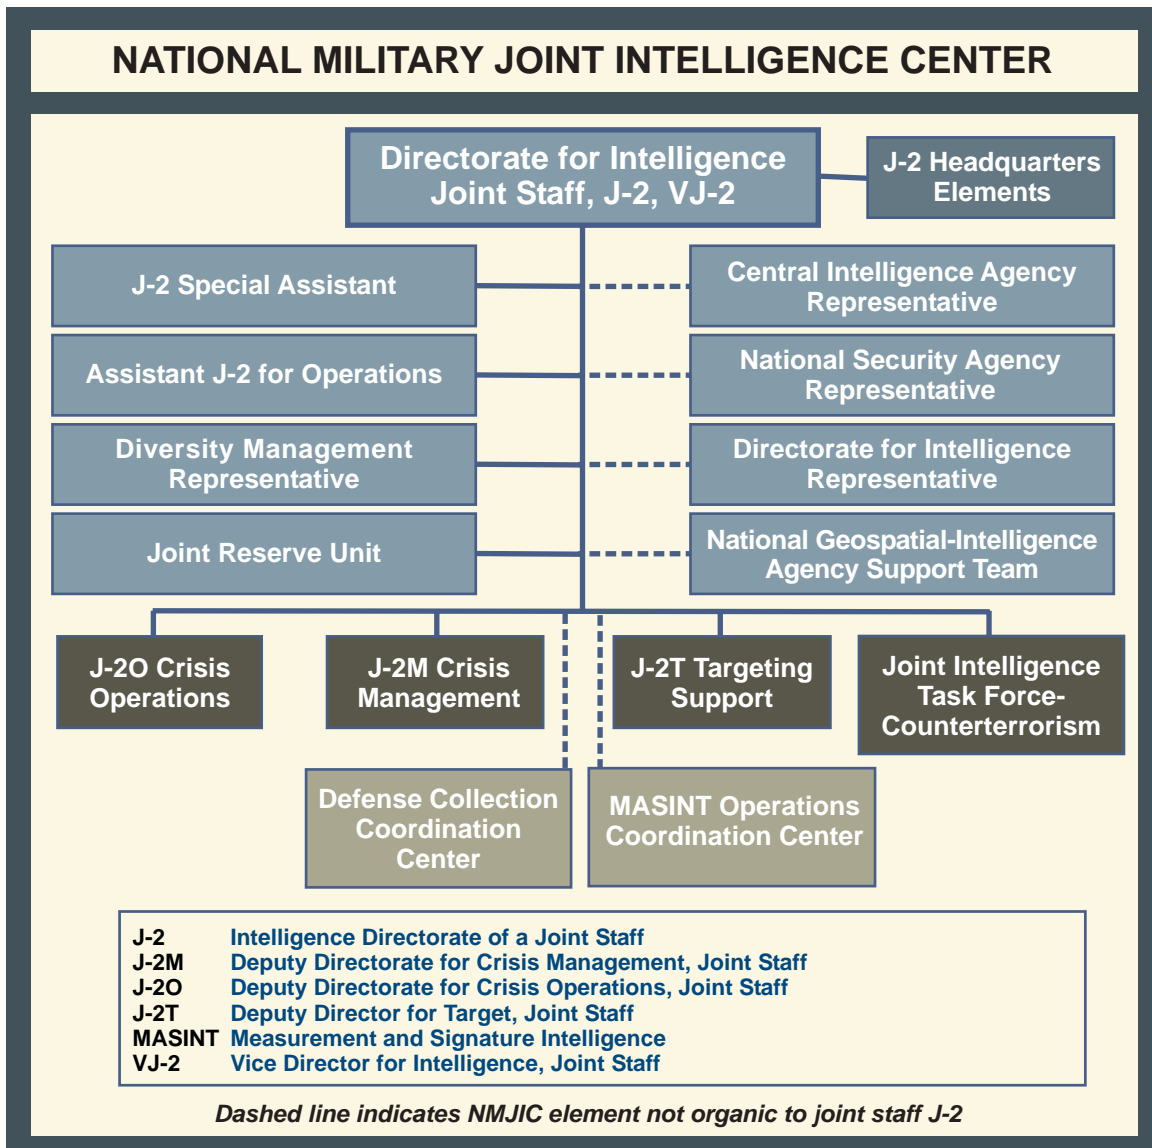 NATIONAL MILITARY JOINT INTELLIGENCE CENTER
Directorate for Intelligence
Joint Staff, J-2, VJ-2
J-2 Headquarters
Elements
J-2 Special Assistant
Central Intelligence Agency
Representative
Assistant J-2 for Operations
National Security Agency
Representative
Diversity Management
Representative
Directorate for Intelligence
Representative
Joint Reserve Unit
National Geospatial-Intelligence
Agency Support Team
J-2O Crisis
Operations
J-2M Crisis
Management
J-2T Targeting
Support
Joint Intelligence
Task Force-
Counterterrorism
Defense Collection
Coordination
Center
MASINT Operations
Coordination Center
J-2 Intelligence Directorate of a Joint Staff
J-2M Deputy Directorate for Crisis Management, Joint Staff
J-2O Deputy Directorate for Crisis Operations, Joint Staff
J-2T Deputy Director for Target, Joint Staff
MASINT Measurement and Signature Intelligence
VJ-2 Vice Director for Intelligence, Joint Staff
Dashed line indicates NMJIC element not organic to joint staff J-2